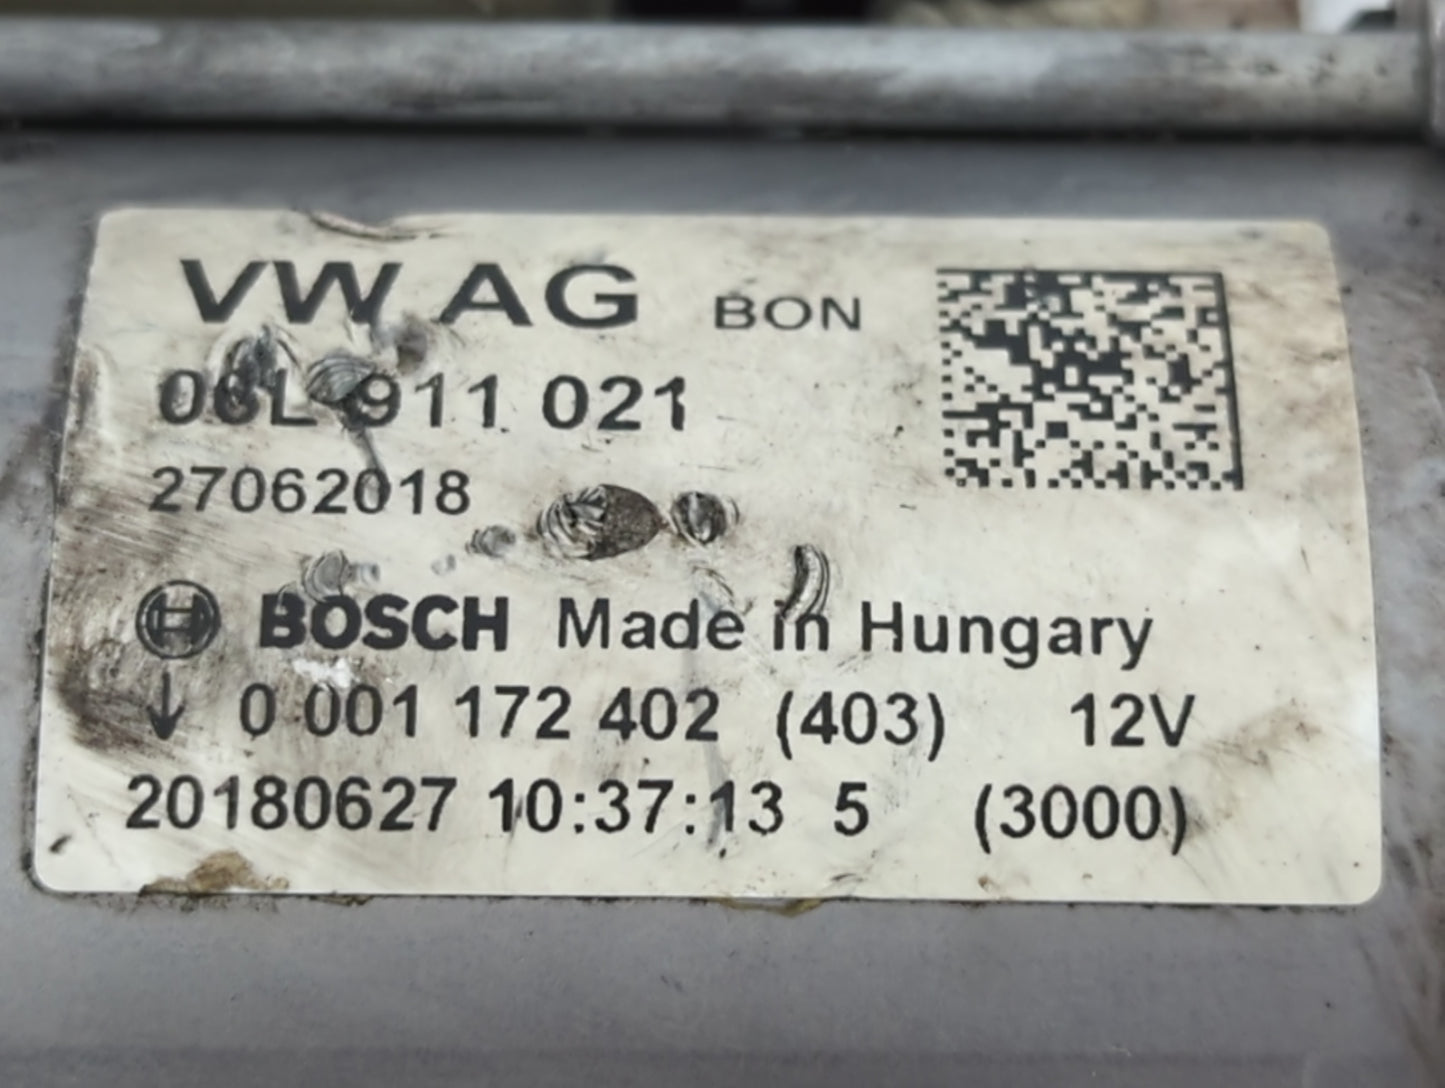 VW AG BON
06L 911 021
27062018
BOSCH Made in Hungary
↓ 0 001 172 402 (403) 12V
20180627 10:37:13 5 (3000)